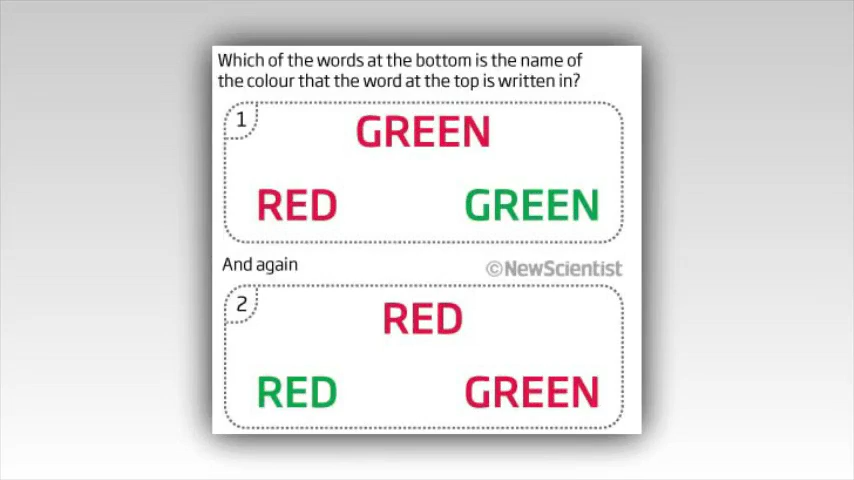 Which of the words at the bottom is the name of
the colour that the word at the top is written in?
1
GREEN
RED GREEN
And again
©NewScientist
2
RED
RED GREEN